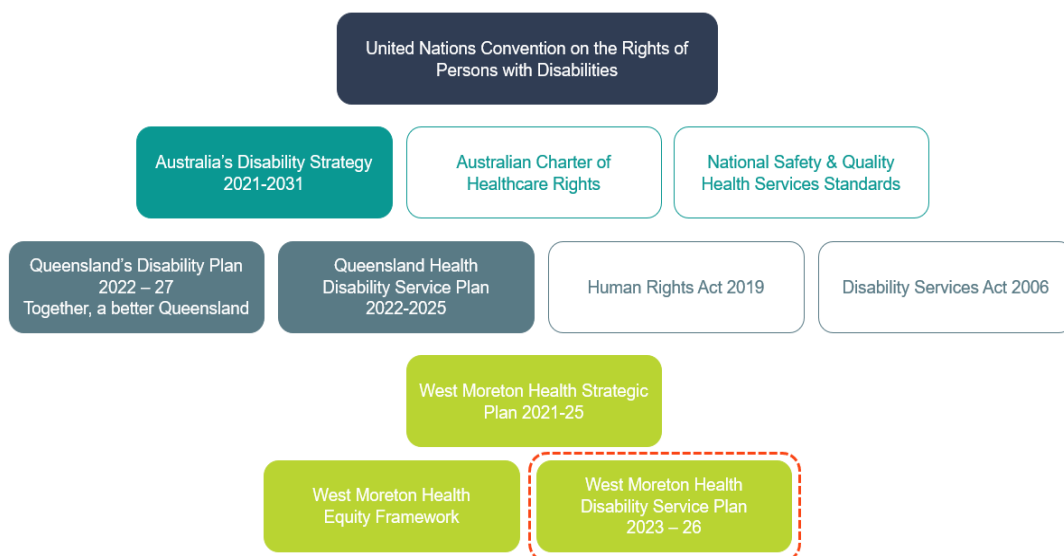 United Nations Convention on the Rights of
Persons with Disabilities
Australia's Disability Strategy
2021-2031
Australian Charter of
Healthcare Rights
National Safety & Quality
Health Services Standards
Queensland's Disability Plan
2022 – 27
Together, a better Queensland
Queensland Health
Disability Service Plan
2022-2025
Human Rights Act 2019
Disability Services Act 2006
West Moreton Health Strategic
Plan 2021-25
West Moreton Health
Equity Framework
West Moreton Health
Disability Service Plan
2023 – 26